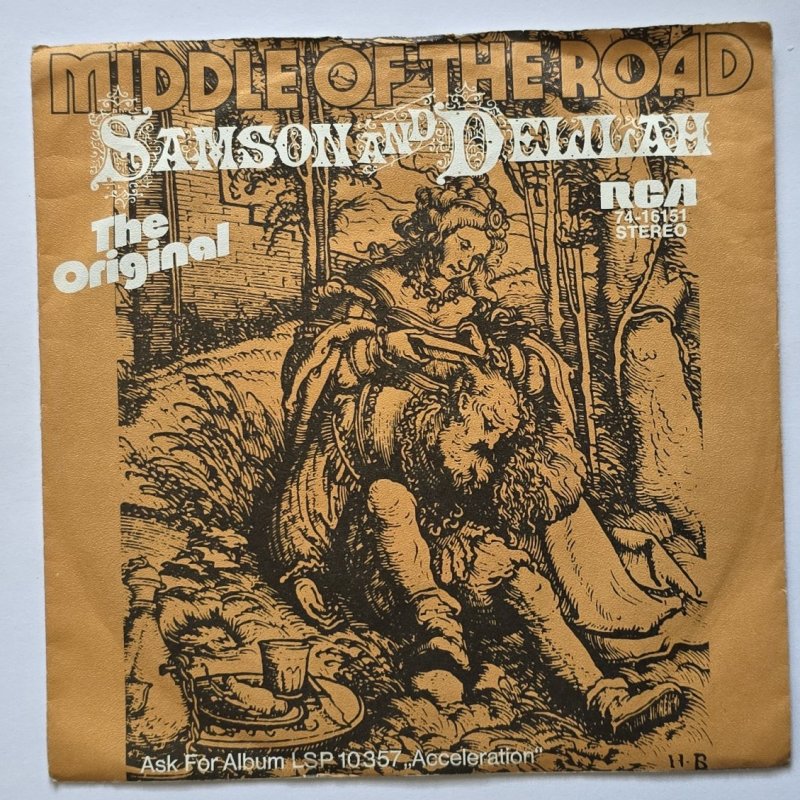 MIDDLE OF THE ROAD
SAMSON AND DELILAH
The
Original
RCA
74-16151
STEREO
Ask For Album LSP 10357 „Acceleration“
H·B